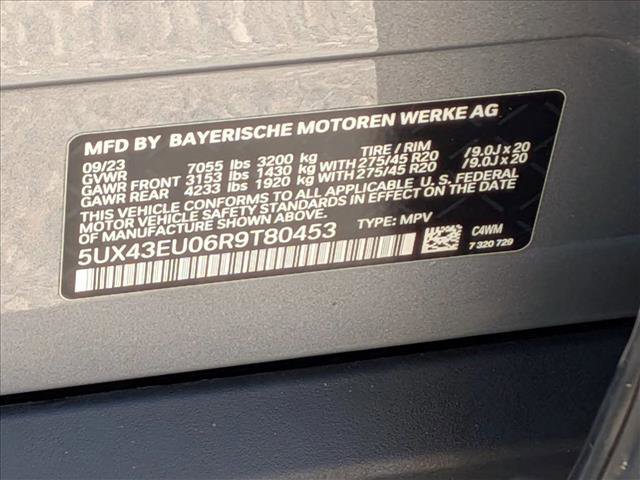 MFD BY BAYERISCHE MOTOREN WERKE AG
09/23 TIRE / RIM
GVWR 7055 lbs 3200 kg
GAWR FRONT 3153 lbs 1430 kg WITH 275/45 R20 /9.0J x 20
GAWR REAR 4233 lbs 1920 kg WITH 275/45 R20 /9.0J x 20
THIS VEHICLE CONFORMS TO ALL APPLICABLE U.S. FEDERAL
MOTOR VEHICLE SAFETY STANDARDS IN EFFECT ON THE DATE
OF MANUFACTURE SHOWN ABOVE.
5UX43EU06R9T80453 TYPE: MPV
C4WM
7 320 729